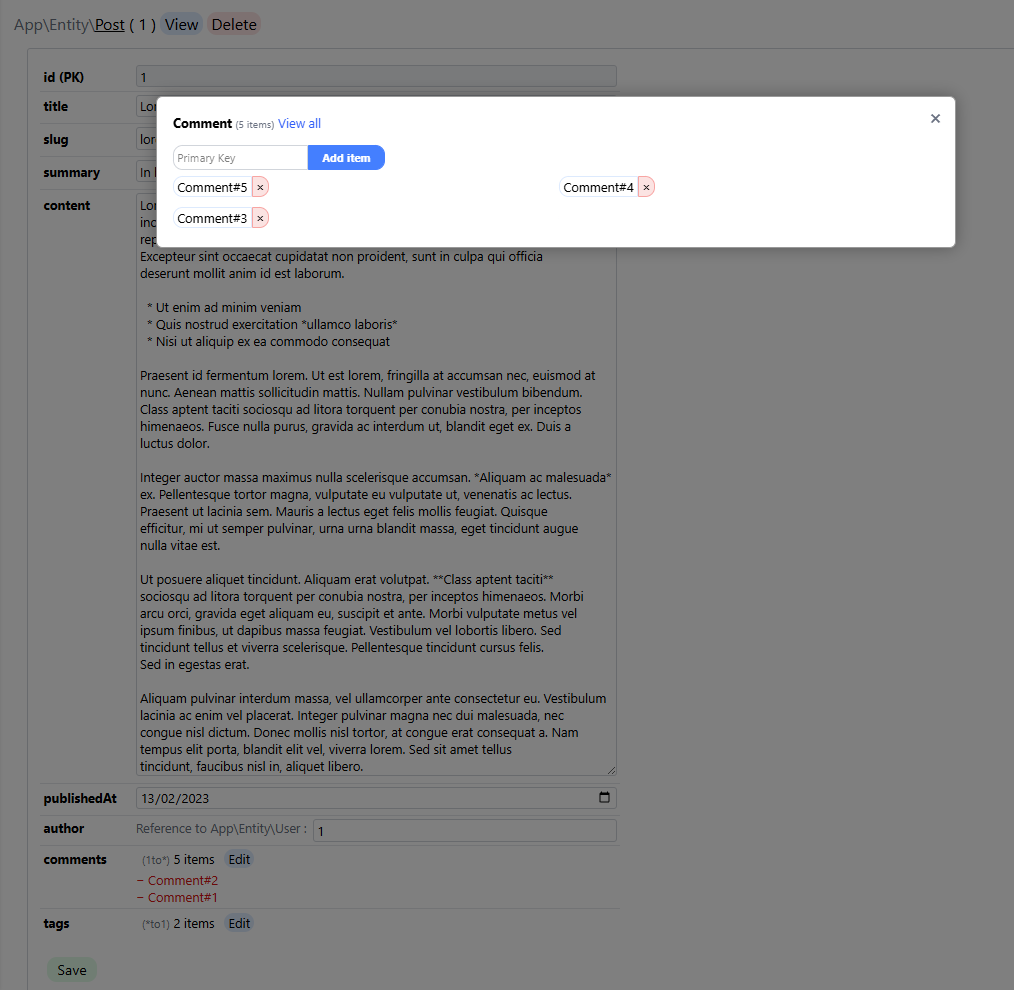 App\Entity\Post ( 1 ) View Delete
id (PK) 1
title Lor
slug lor
summary In l
content Lor
inc
rep
Comment (5 items) View all ×
Primary Key Add item
Comment#5 × Comment#4 ×
Comment#3 ×
Excepteur sint occaecat cupidatat non proident, sunt in culpa qui officia
deserunt mollit anim id est laborum.
* Ut enim ad minim veniam
* Quis nostrud exercitation *ullamco laboris*
* Nisi ut aliquip ex ea commodo consequat
Praesent id fermentum lorem. Ut est lorem, fringilla at accumsan nec, euismod at
nunc. Aenean mattis sollicitudin mattis. Nullam pulvinar vestibulum bibendum.
Class aptent taciti sociosqu ad litora torquent per conubia nostra, per inceptos
himenaeos. Fusce nulla purus, gravida ac interdum ut, blandit eget ex. Duis a
luctus dolor.
Integer auctor massa maximus nulla scelerisque accumsan. *Aliquam ac malesuada*
ex. Pellentesque tortor magna, vulputate eu vulputate ut, venenatis ac lectus.
Praesent ut lacinia sem. Mauris a lectus eget felis mollis feugiat. Quisque
efficitur, mi ut semper pulvinar, urna urna blandit massa, eget tincidunt augue
nulla vitae est.
Ut posuere aliquet tincidunt. Aliquam erat volutpat. **Class aptent taciti**
sociosqu ad litora torquent per conubia nostra, per inceptos himenaeos. Morbi
arcu orci, gravida eget aliquam eu, suscipit et ante. Morbi vulputate metus vel
ipsum finibus, ut dapibus massa feugiat. Vestibulum vel lobortis libero. Sed
tincidunt tellus et viverra scelerisque. Pellentesque tincidunt cursus felis.
Sed in egestas erat.
Aliquam pulvinar interdum massa, vel ullamcorper ante consectetur eu. Vestibulum
lacinia ac enim vel placerat. Integer pulvinar magna nec dui malesuada, nec
congue nisl dictum. Donec mollis nisl tortor, at congue erat consequat a. Nam
tempus elit porta, blandit elit vel, viverra lorem. Sed sit amet tellus
tincidunt, faucibus nisl in, aliquet libero.
publishedAt 13/02/2023
author Reference to App\Entity\User : 1
comments (1to*) 5 items Edit
− Comment#2
− Comment#1
tags (*to1) 2 items Edit
Save